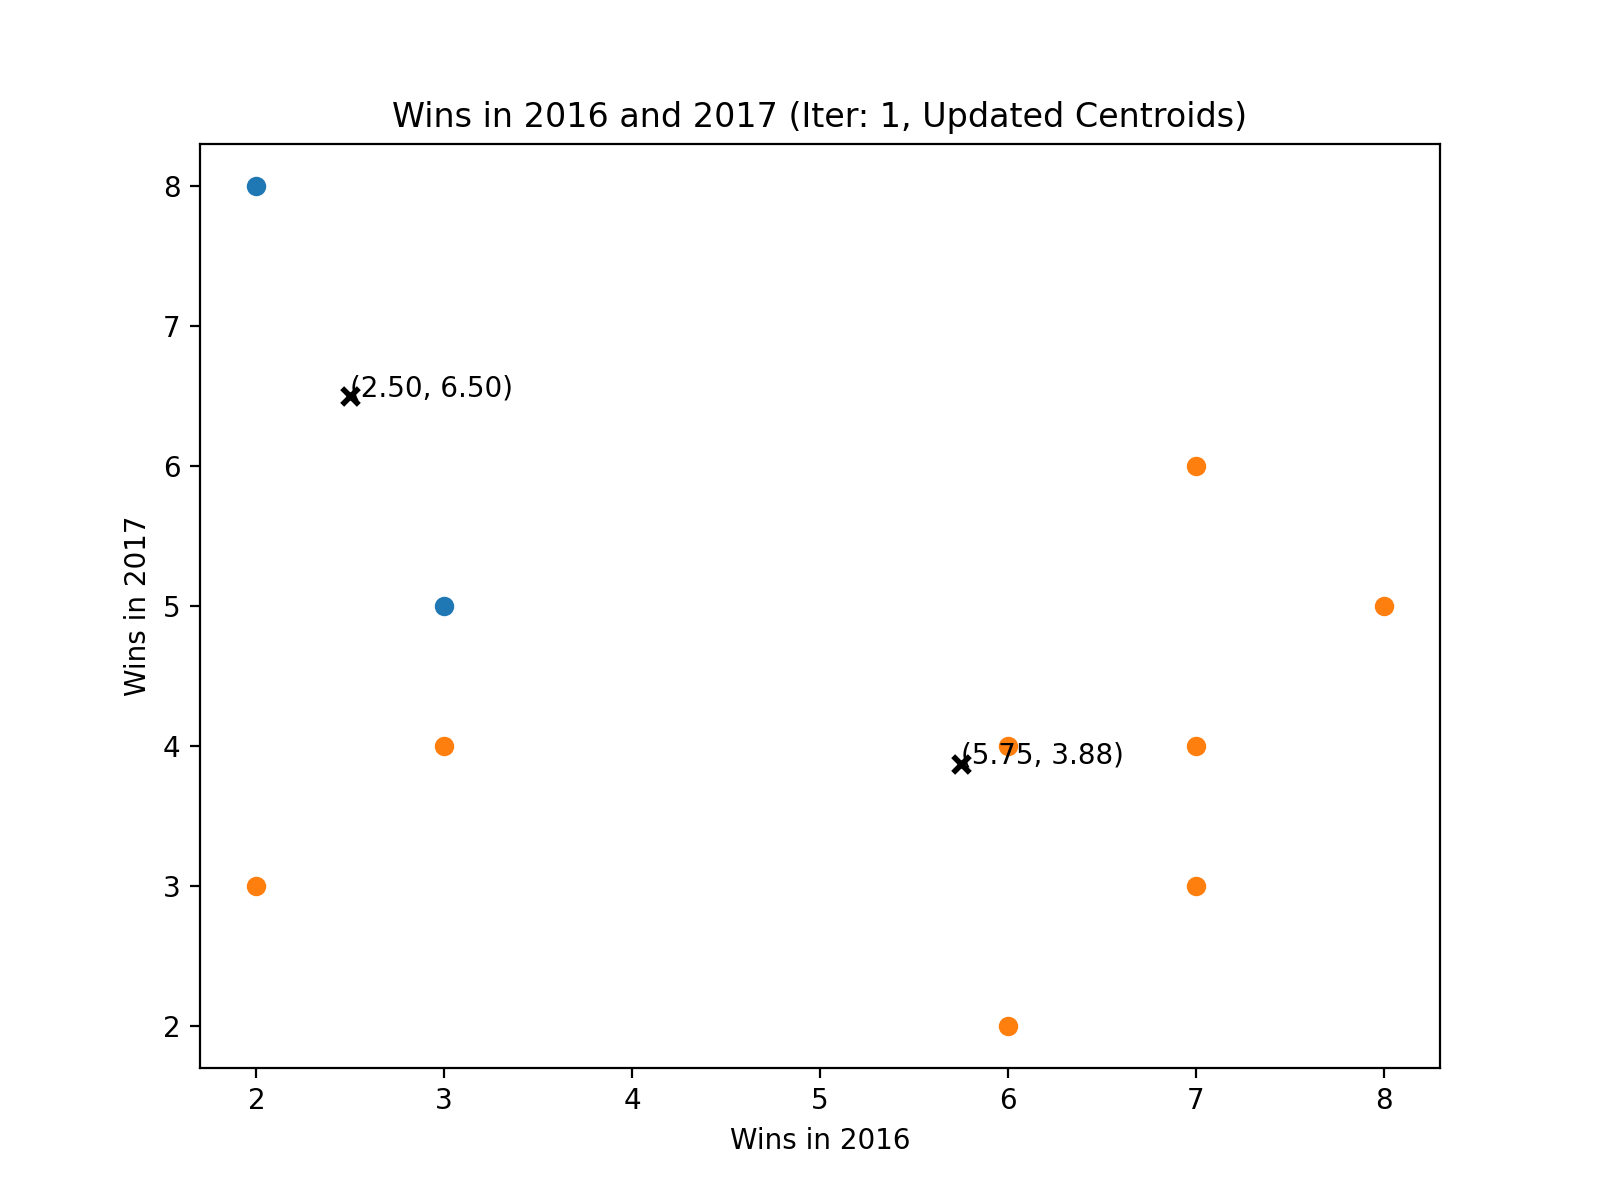 Wins in 2016 and 2017 (Iter: 1, Updated Centroids)
8
7
6
5
4
3
2
Wins in 2017
(2.50, 6.50)
(5.75, 3.88)
2 3 4 5 6 7 8
Wins in 2016